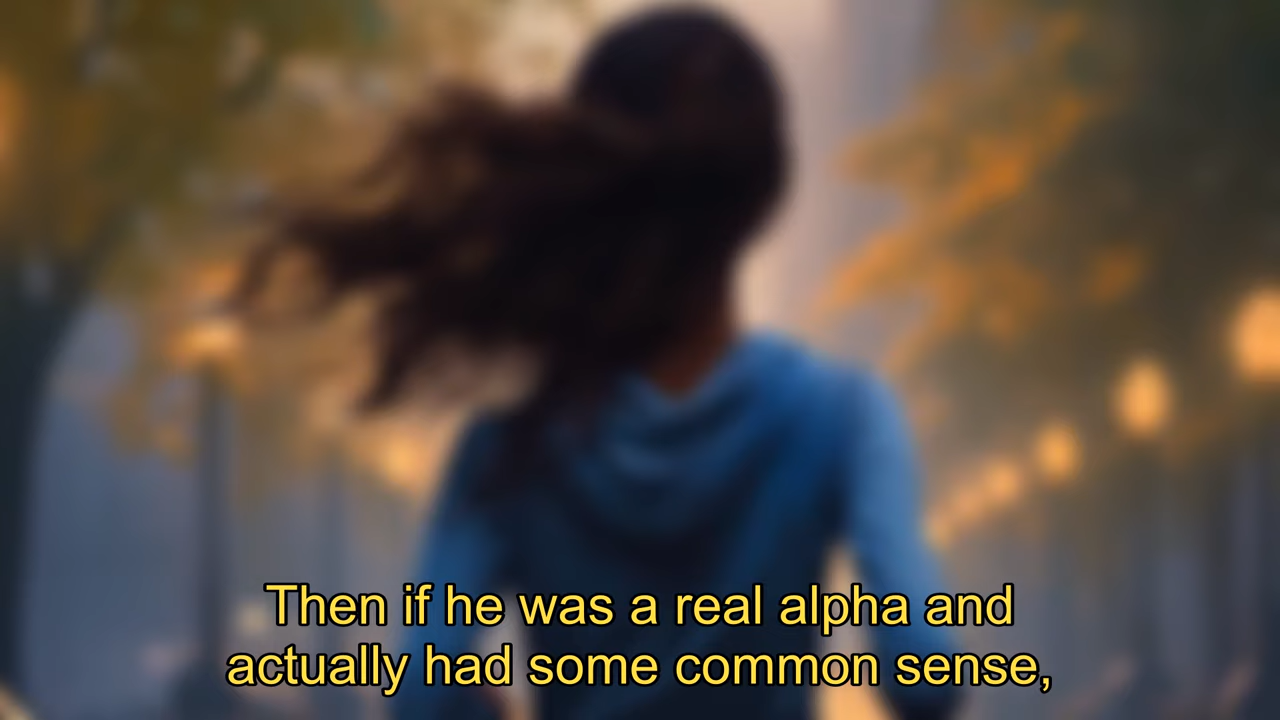 Then if he was a real alpha and
actually had some common sense,